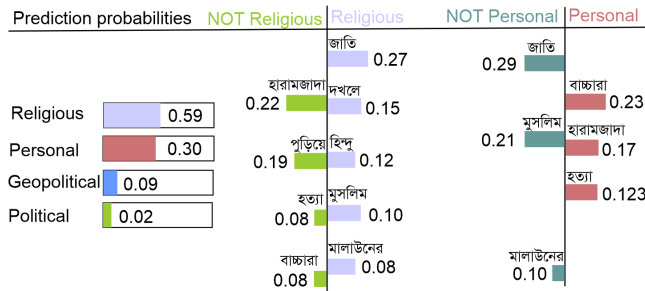 Prediction probabilities
Religious 0.59
Personal 0.30
Geopolitical 0.09
Political 0.02
NOT Religious Religious
জাতি
0.27
হারামজাদা
0.22
দখলে
0.15
পুড়িয়ে
0.19
হিন্দু
0.12
হত্যা
0.08
মুসলিম
0.10
বাচ্চারা
0.08
মালাউনের
0.08
NOT Personal Personal
জাতি
0.29
বাচ্চারা
0.23
মুসলিম
0.21
হারামজাদা
0.17
হত্যা
0.123
মালাউনের
0.10